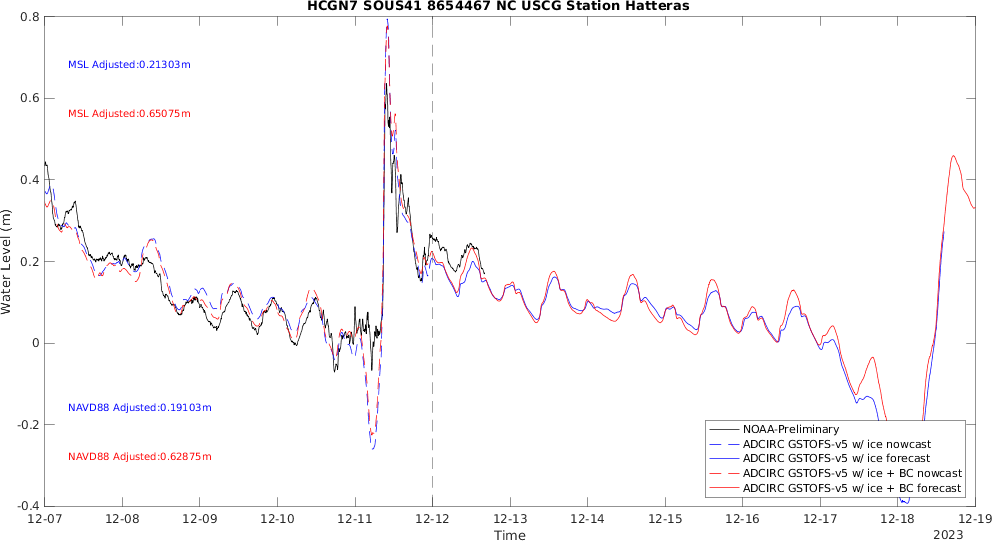 HCGN7 SOUS41 8654467 NC USCG Station Hatteras
0.8
0.6
0.4
0.2
0
-0.2
-0.4
Water Level (m)
MSL Adjusted:0.21303m
MSL Adjusted:0.65075m
NAVD88 Adjusted:0.19103m
NAVD88 Adjusted:0.62875m
NOAA-Preliminary
ADCIRC GSTOFS-v5 w/ ice nowcast
ADCIRC GSTOFS-v5 w/ ice forecast
ADCIRC GSTOFS-v5 w/ ice + BC nowcast
ADCIRC GSTOFS-v5 w/ ice + BC forecast
12-07 12-08 12-09 12-10 12-11 12-12 12-13 12-14 12-15 12-16 12-17 12-18 12-19
Time
2023